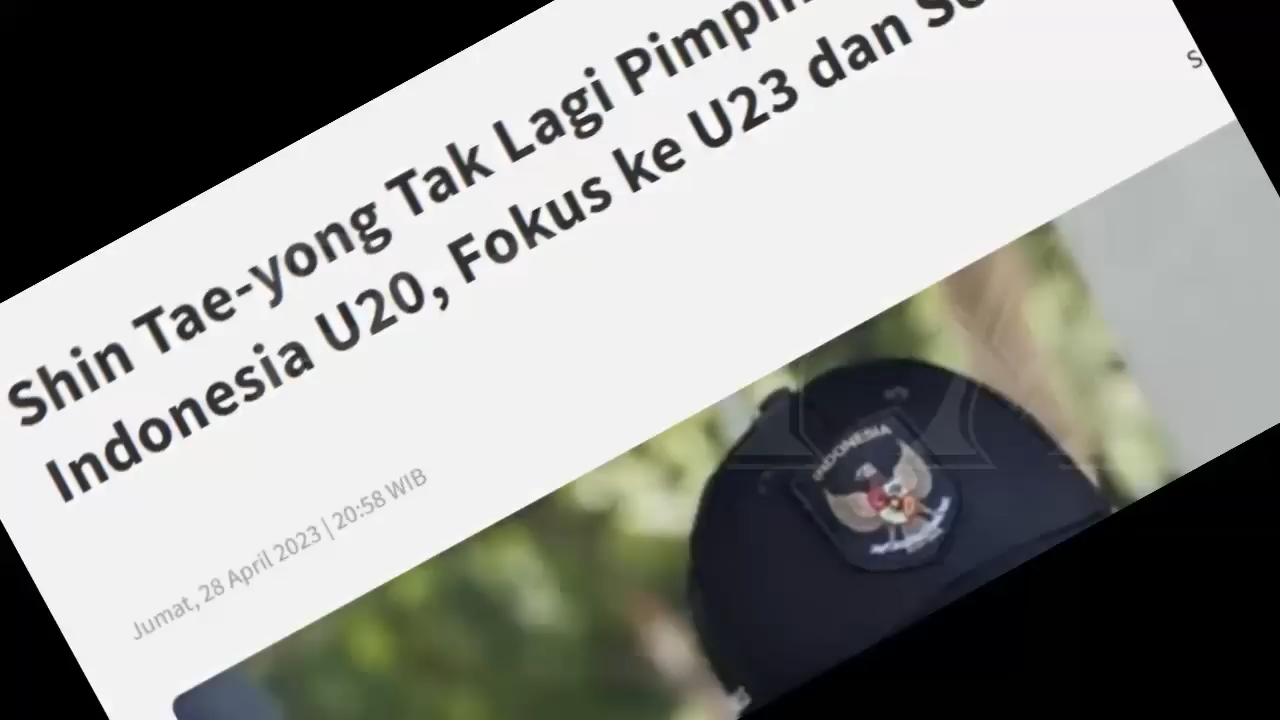 Shin Tae-yong Tak Lagi Pimpin
Indonesia U20, Fokus ke U23 dan
Jumat, 28 April 2023 | 20:58 WIB
INDONESIA